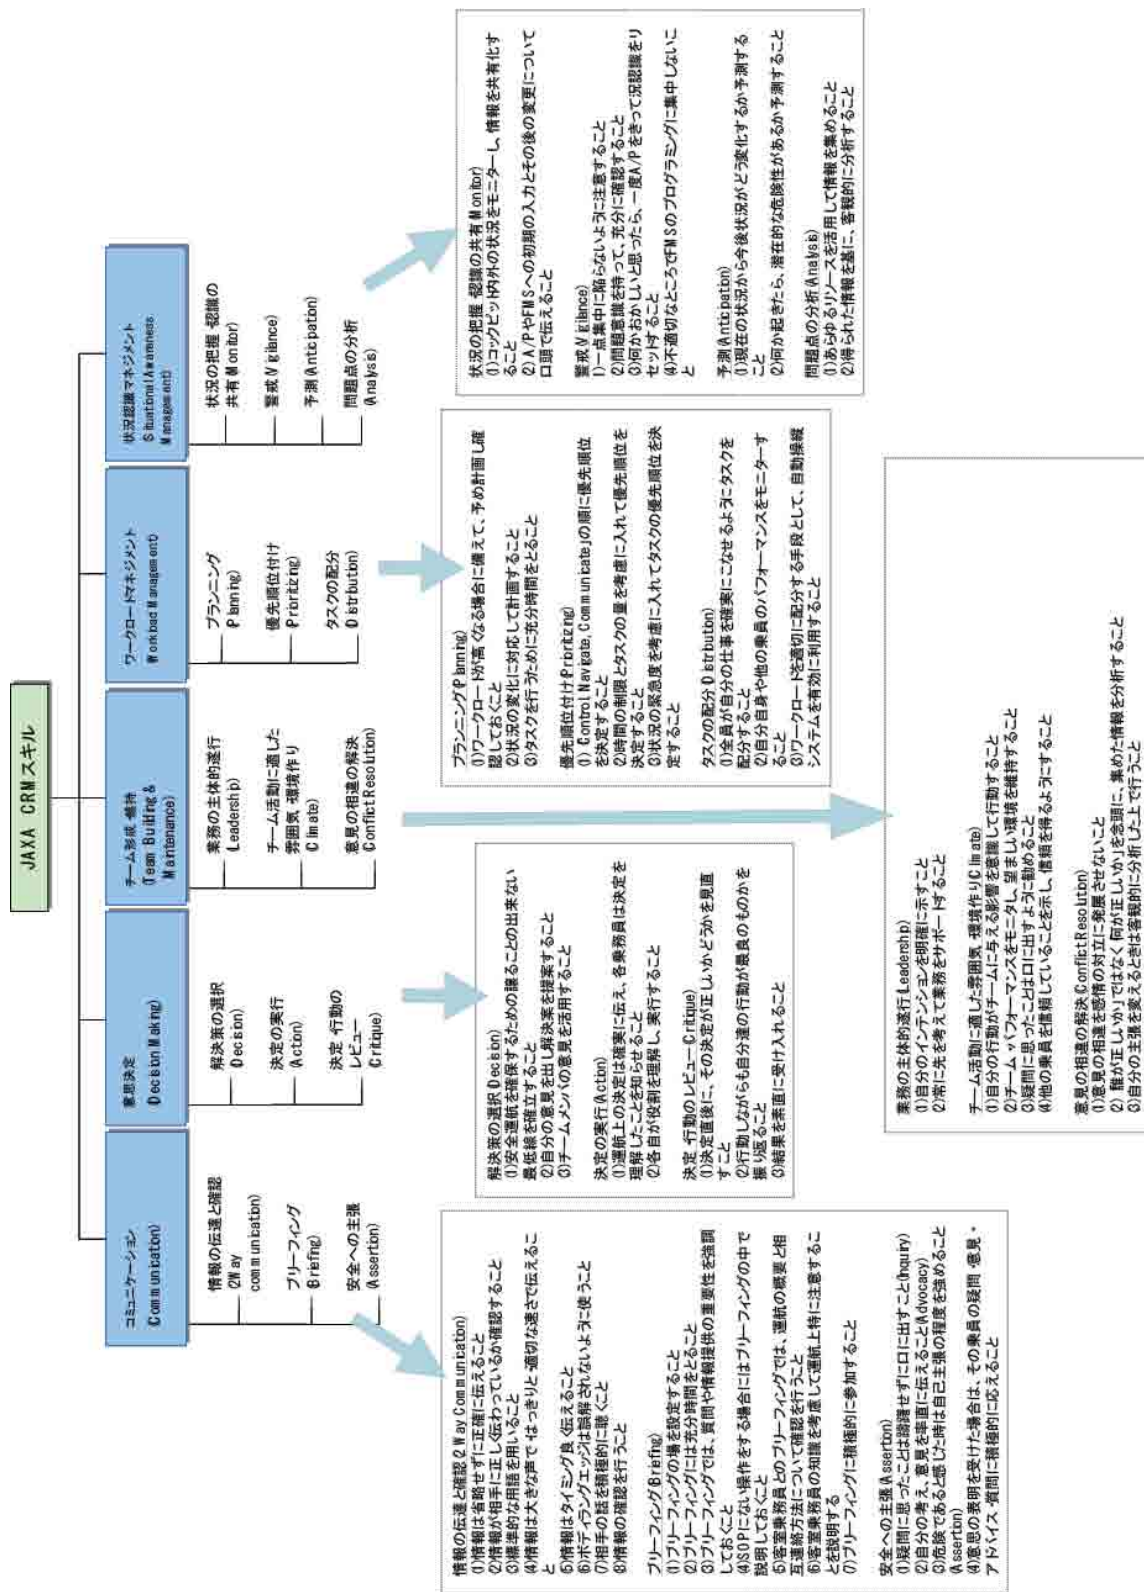 JAXA CRMスキル
コミュニケーション
(Communication)
情報の伝達と確認
(2Way
communication)
ブリーフィング
(Briefing)
安全への主張
(Assertion)
意思決定
(Decision Making)
解決策の選択
(Decision)
決定の実行
(Action)
決定・行動の
レビュー
(Critique)
チーム形成・維持
(Team Building &
Maintenance)
業務の主体的遂行
(Leadership)
チーム活動に適した
雰囲気・環境作り
(Climate)
意見の相違の解決
(Conflict Resolution)
ワークロードマネジメント
(Workload Management)
プランニング
(Planning)
優先順位付け
(Prioritizing)
タスクの配分
(Distribution)
状況認識マネジメント
(Situational Awareness
Management)
状況の把握・認識の
共有(Monitor)
警戒(Vigilance)
予測(Anticipation)
問題点の分析
(Analysis)
情報の伝達と確認(2 Way Communication)
(1)情報は省略せずに正確に伝えること
(2)情報が相手に正しく伝わっているか確認すること
(3)標準的な用語を用いること
(4)情報は大きな声で・はっきりと・適切な速さで伝えるこ
と
(5)情報はタイミング良く伝えること
(6)ボディランゲッジは誤解されないように使うこと
(7)相手の話を積極的に聴くこと
(8)情報の確認を行うこと
ブリーフィング(Briefing)
(1)ブリーフィングの場を設定すること
(2)ブリーフィングには充分時間をとること
(3)ブリーフィングでは、質問や情報提供の重要性を強調
しておくこと
(4)SOPにない操作をする場合にはブリーフィングの中で
説明しておくこと
(5)客室乗務員とのブリーフィングでは、運航の概要と相
互連絡方法について確認を行うこと
(6)客室乗務員の知識を考慮して運航上特に注意するこ
とを説明する
(7)ブリーフィングに積極的に参加すること
安全への主張(Assertion)
(1)疑問に思ったことは躊躇せずに口に出すこと(Inquiry)
(2)自分の考え、意見を率直に伝えること(Advocacy)
(3)危険であると感じた時は自己主張の程度を強めること
(Assertion)
(4)意思の表明を受けた場合は、その乗員の疑問・意見・
アドバイス・質問に積極的に応えること
解決策の選択(Decision)
(1)安全運航を確保するための譲ることの出来ない
最低線を確立すること
(2)自分の意見を出し解決案を提案すること
(3)チームメンバの意見を活用すること
決定の実行(Action)
(1)運航上の決定は確実に伝え、各乗務員は決定を
理解したことを知らせること
(2)各自が役割を理解し、実行すること
決定・行動のレビュー(Critique)
(1)決定直後に、その決定が正しいかどうかを見直
すこと
(2)行動しながらも自分達の行動が最良のものかを
振り返ること
(3)結果を素直に受け入れること
業務の主体的遂行(Leadership)
(1)自分のインテンションを明確に示すこと
(2)常に先を考えて業務をサポートすること
チーム活動に適した雰囲気・環境作り(Climate)
(1)自分の行動がチームに与える影響を意識して行動すること
(2)チーム・パフォーマンスをモニタし、望ましい環境を維持すること
(3)疑問に思ったことは口に出すように勧めること
(4)他の乗員を信頼していることを示し、信頼を得るようにすること
意見の相違の解決(Conflict Resolution)
(1)意見の相違を感情の対立に発展させないこと
(2)「誰が正しいか」ではなく「何が正しいか」を念頭に、集めた情報を分析すること
(3)自分の主張を変えるときは客観的に分析した上で行うこと
プランニング(Planning)
(1)ワークロードが高くなる場合に備えて、予め計画し確
認しておくこと
(2)状況の変化に対応して計画すること
(3)タスクを行うために充分時間をとること
優先順位付け(Prioritizing)
(1)「Control, Navigate, Communicate」の順に優先順位
を決定すること
(2)時間の制限とタスクの量を考慮に入れて優先順位を
決定すること
(3)状況の緊急度を考慮に入れてタスクの優先順位を決
定すること
タスクの配分(Distribution)
(1)全員が自分の仕事を確実にこなせるようにタスクを
配分すること
(2)自分自身や他の乗員のパフォーマンスをモニターす
ること
(3)ワークロードを適切に配分する手段として、自動操縦
システムを有効に利用すること
状況の把握・認識の共有(Monitor)
(1)コックピット内外の状況をモニターし、情報を共有化す
ること
(2)A/PやFMSへの初期の入力とその後の変更について
口頭で伝えること
警戒(Vigilance)
1)一点集中に陥らないように注意すること
(2)問題意識を持って、充分に確認すること
(3)何かおかしいと思ったら、一度A/Pをきって況認識をリ
セットすること
(4)不適切なところでFMSのプログラミングに集中しないこ
と
予測(Anticipation)
(1)現在の状況から今後状況がどう変化するか予測する
こと
(2)何か起きたら、潜在的な危険性があるか予測すること
問題点の分析(Analysis)
(1)あらゆるリソースを活用して情報を集めること
(2)得られた情報を基に、客観的に分析すること